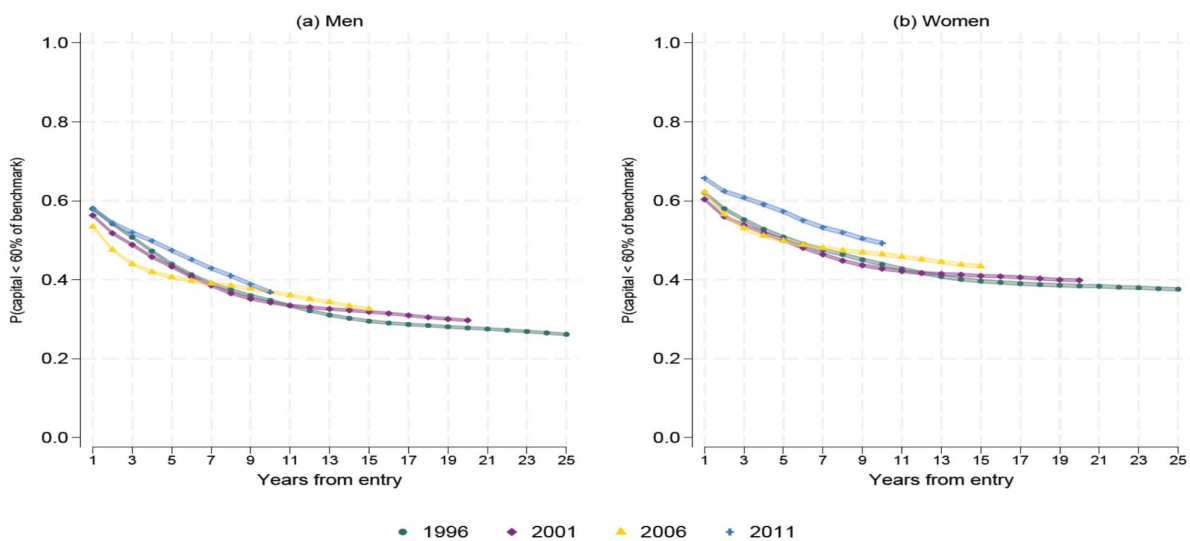 (a) Men
P(capital < 60% of benchmark)
1.0
0.8
0.6
0.4
0.2
0.0
1 3 5 7 9 11 13 15 17 19 21 23 25
Years from entry
(b) Women
P(capital < 60% of benchmark)
1.0
0.8
0.6
0.4
0.2
0.0
1 3 5 7 9 11 13 15 17 19 21 23 25
Years from entry
1996 2001 2006 2011